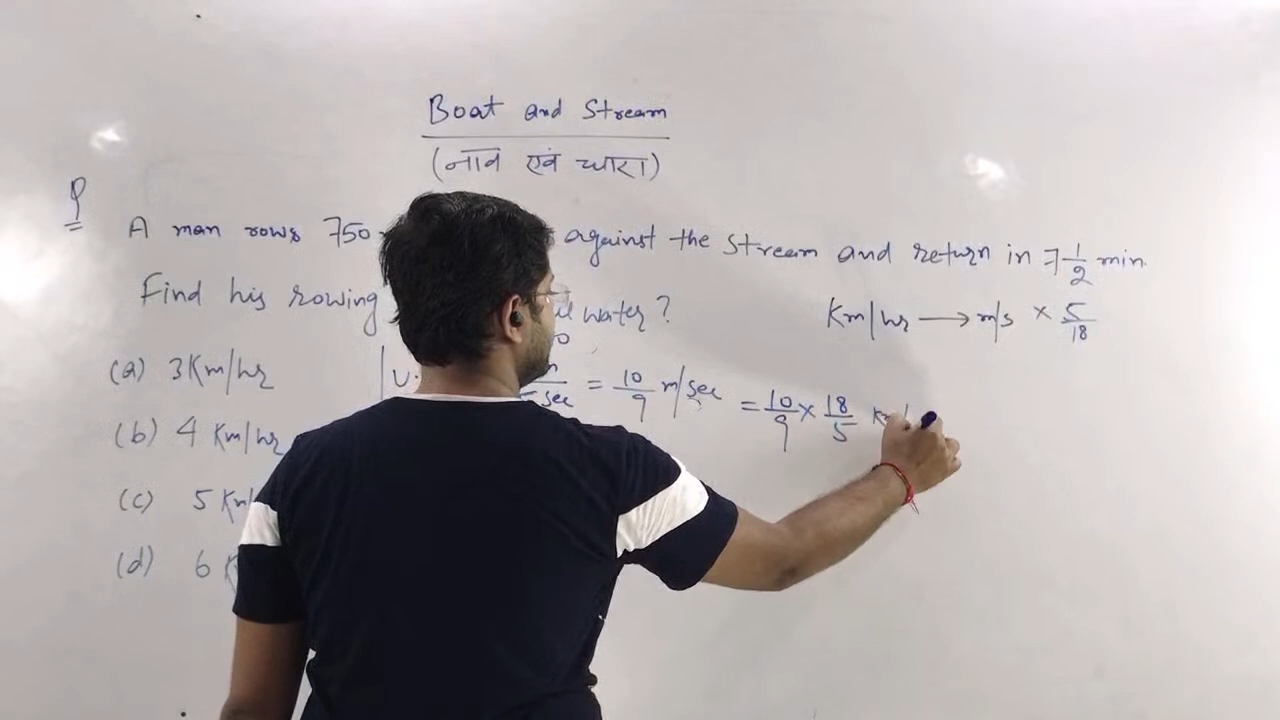 Boat and Stream
(नाव एवं धारा)
Q
A man rows 750 against the stream and return in 7 1/2 min.
Find his rowing water?
Km/hr → m/s × 5/18
(a) 3 Km/hr
(b) 4 Km/hr
(c) 5 Km
(d) 6 K
U. sec = 10/9 m/sec = 10/9 × 18/5